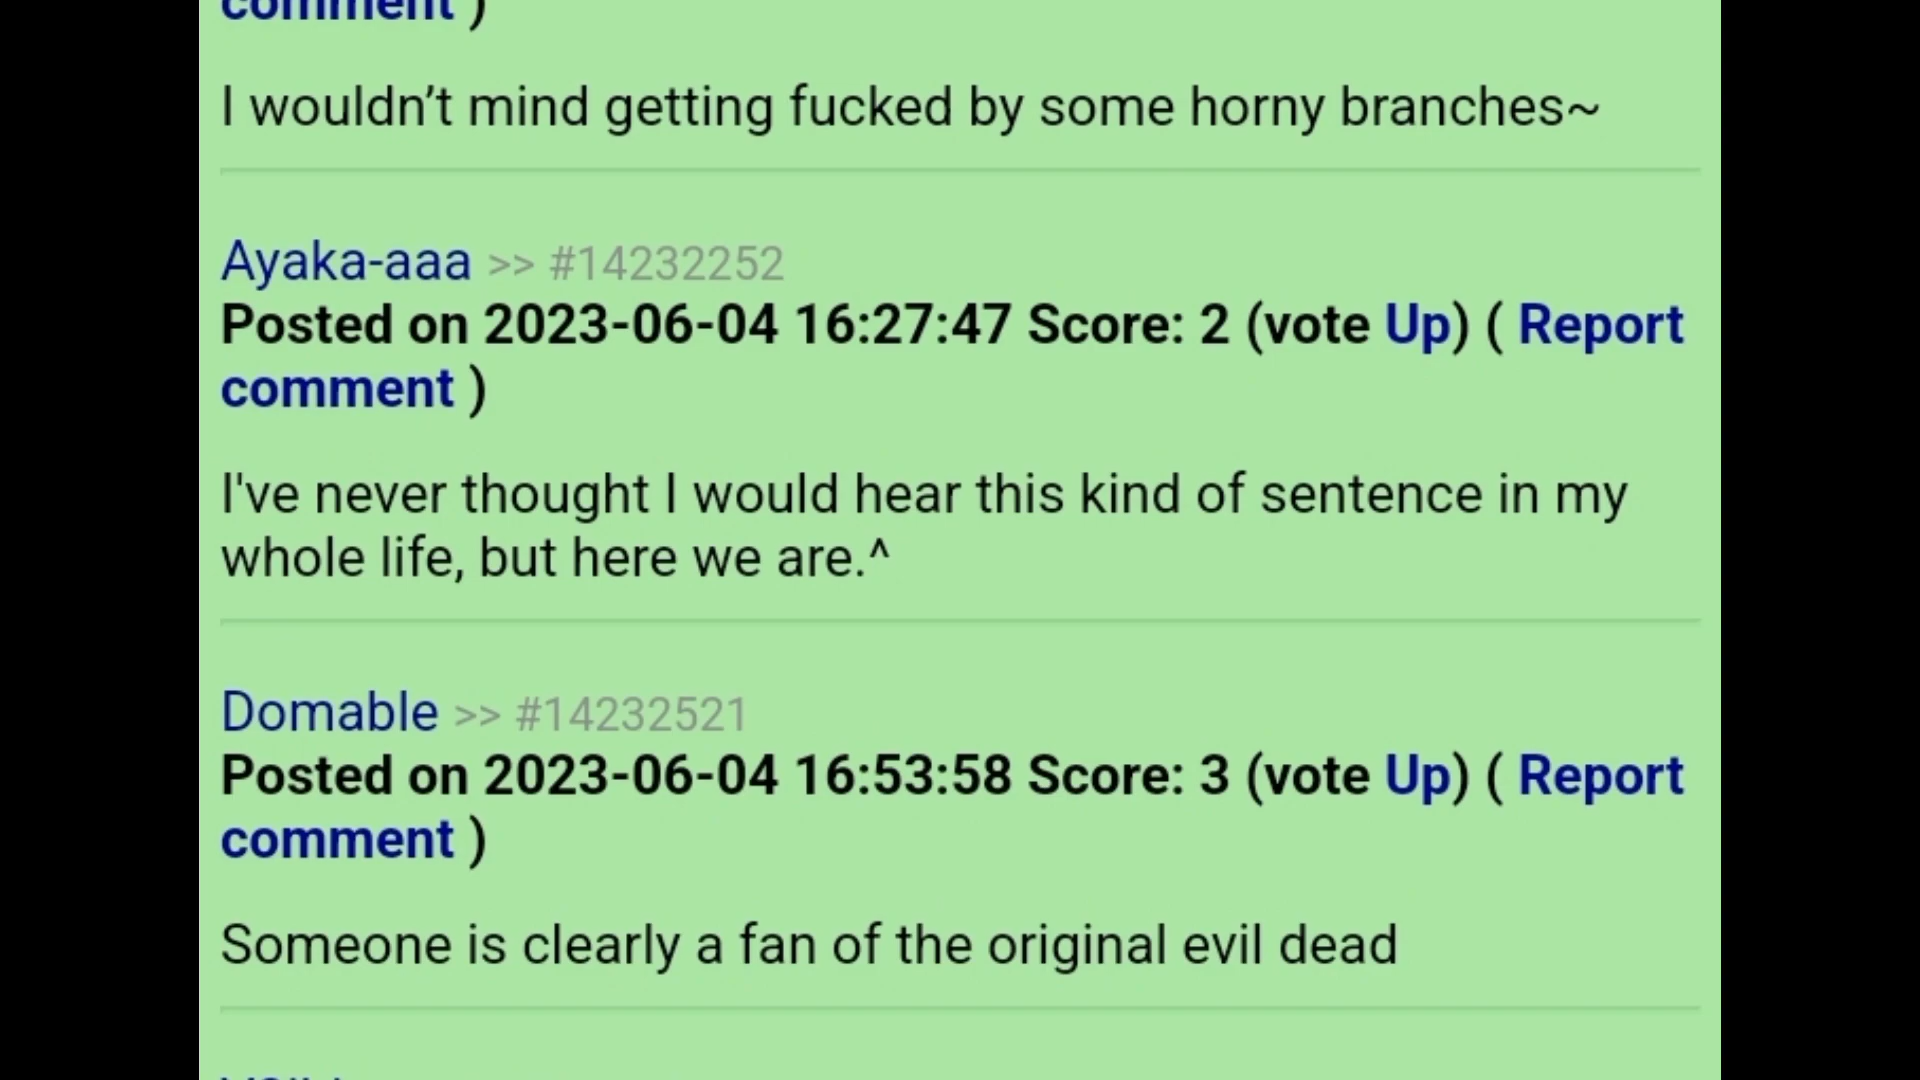 comment )
I wouldn’t mind getting fucked by some horny branches~
Ayaka-aaa >> #14232252
Posted on 2023-06-04 16:27:47 Score: 2 (vote Up) ( Report
comment )
I've never thought I would hear this kind of sentence in my
whole life, but here we are.^
Domable >> #14232521
Posted on 2023-06-04 16:53:58 Score: 3 (vote Up) ( Report
comment )
Someone is clearly a fan of the original evil dead